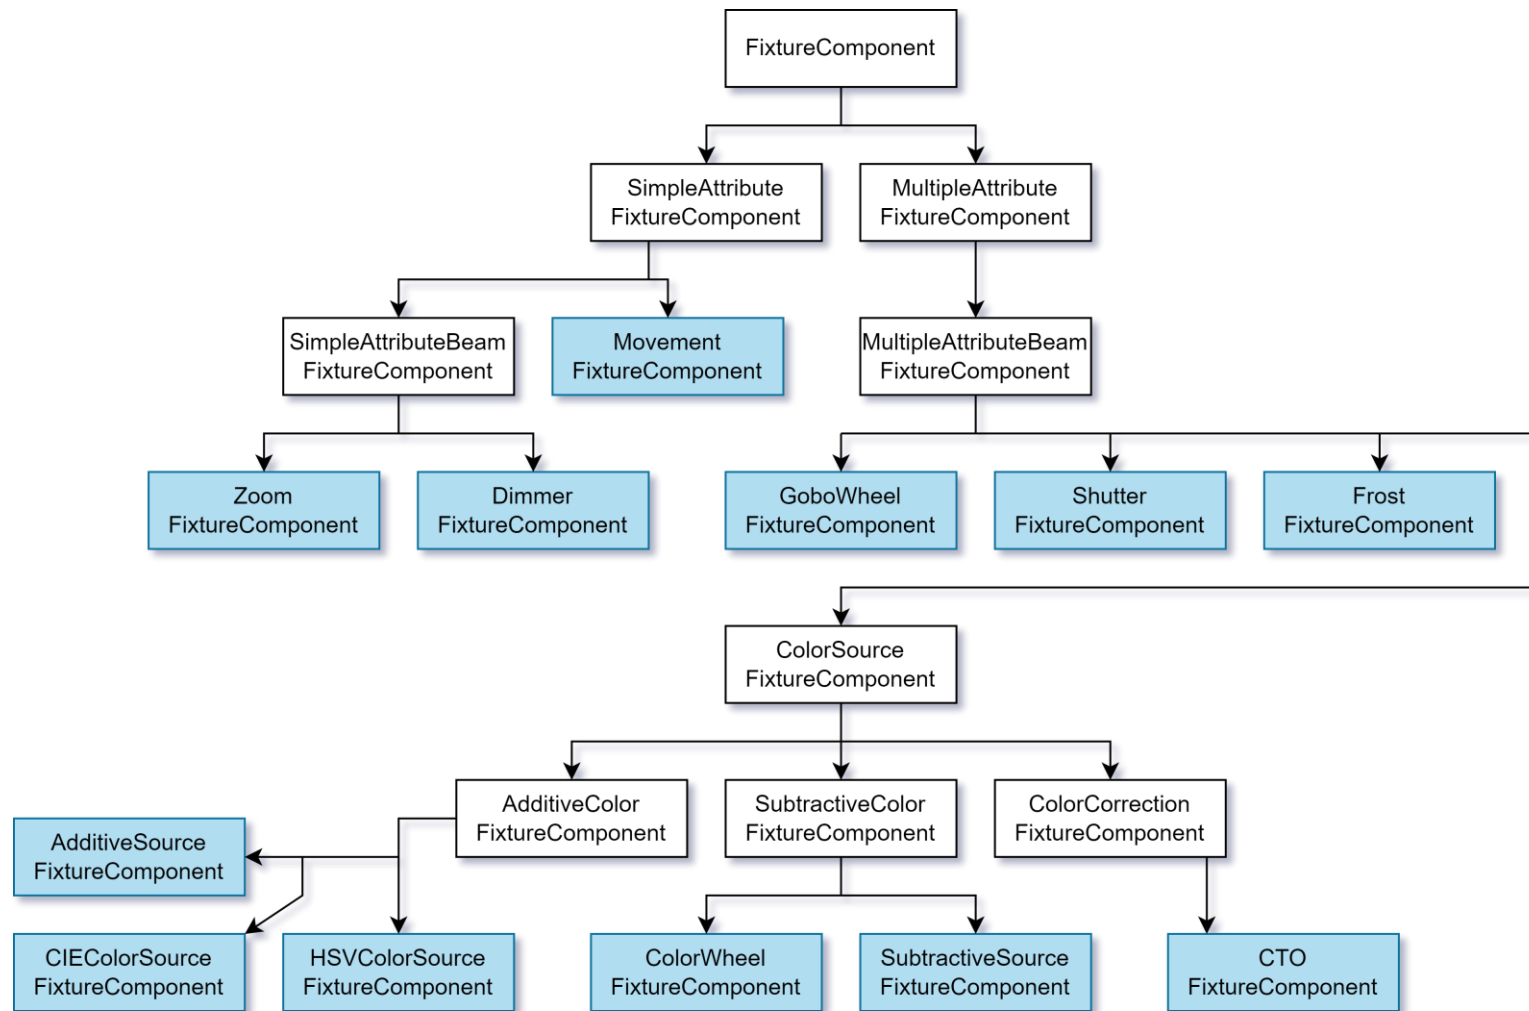 FixtureComponent
SimpleAttribute
FixtureComponent
MultipleAttribute
FixtureComponent
SimpleAttributeBeam
FixtureComponent
Movement
FixtureComponent
MultipleAttributeBeam
FixtureComponent
Zoom
FixtureComponent
Dimmer
FixtureComponent
GoboWheel
FixtureComponent
Shutter
FixtureComponent
Frost
FixtureComponent
ColorSource
FixtureComponent
AdditiveColor
FixtureComponent
SubtractiveColor
FixtureComponent
ColorCorrection
FixtureComponent
AdditiveSource
FixtureComponent
CIEColorSource
FixtureComponent
HSVColorSource
FixtureComponent
ColorWheel
FixtureComponent
SubtractiveSource
FixtureComponent
CTO
FixtureComponent